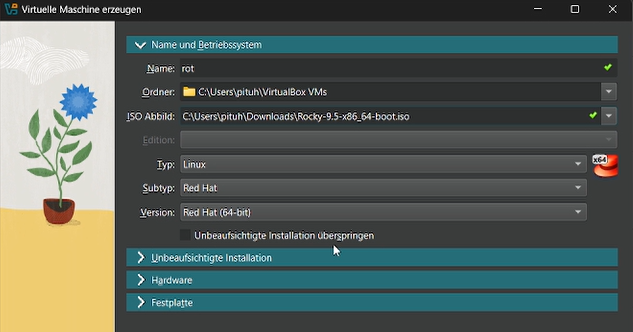 Virtuelle Maschine erzeugen
Name und Betriebssystem
Name: rot
Ordner: C:\Users\pituh\VirtualBox VMs
ISO Abbild: C:\Users\pituh\Downloads\Rocky-9.5-x86_64-boot.iso
Edition:
Typ: Linux
x64
Subtyp: Red Hat
Version: Red Hat (64-bit)
Unbeaufsichtigte Installation überspringen
Unbeaufsichtigte Installation
Hardware
Festplatte